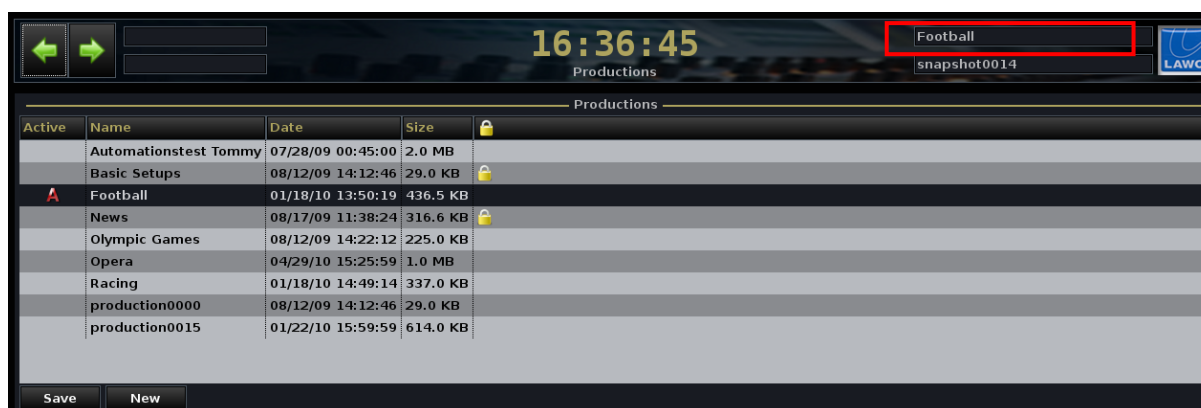 16:36:45
Productions
Football
snapshot0014
LAWO
Productions
Active Name Date Size
Automationstest Tommy 07/28/09 00:45:00 2.0 MB
Basic Setups 08/12/09 14:12:46 29.0 KB
A Football 01/18/10 13:50:19 436.5 KB
News 08/17/09 11:38:24 316.6 KB
Olympic Games 08/12/09 14:22:12 225.0 KB
Opera 04/29/10 15:25:59 1.0 MB
Racing 01/18/10 14:49:14 337.0 KB
production0000 08/12/09 14:12:46 29.0 KB
production0015 01/22/10 15:59:59 614.0 KB
Save New